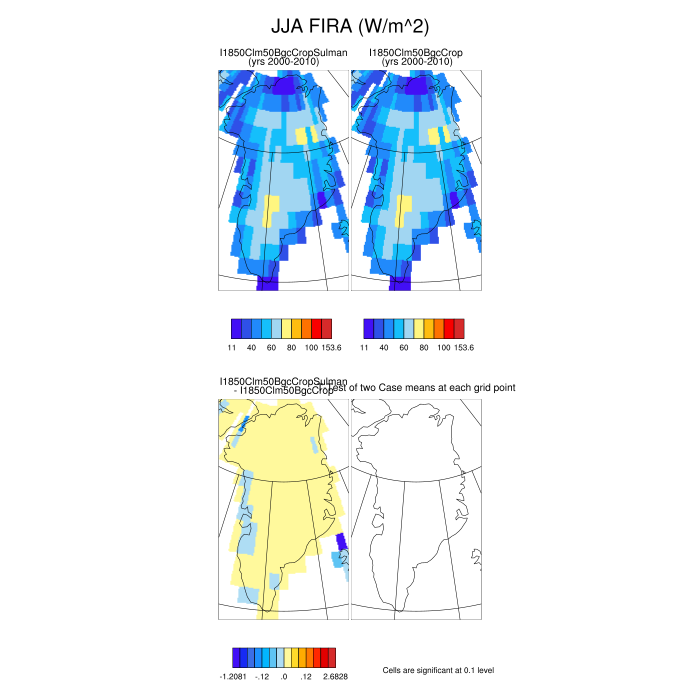 JJA FIRA (W/m^2)
I1850Clm50BgcCropSulman
(yrs 2000-2010)
I1850Clm50BgcCrop
(yrs 2000-2010)
11 40 60 80 100 153.6
11 40 60 80 100 153.6
I1850Clm50BgcCropSulman
- I1850Clm50BgcCrop
Test of two Case means at each grid point
-1.2081 -.12 .0 .12 2.6828
Cells are significant at 0.1 level